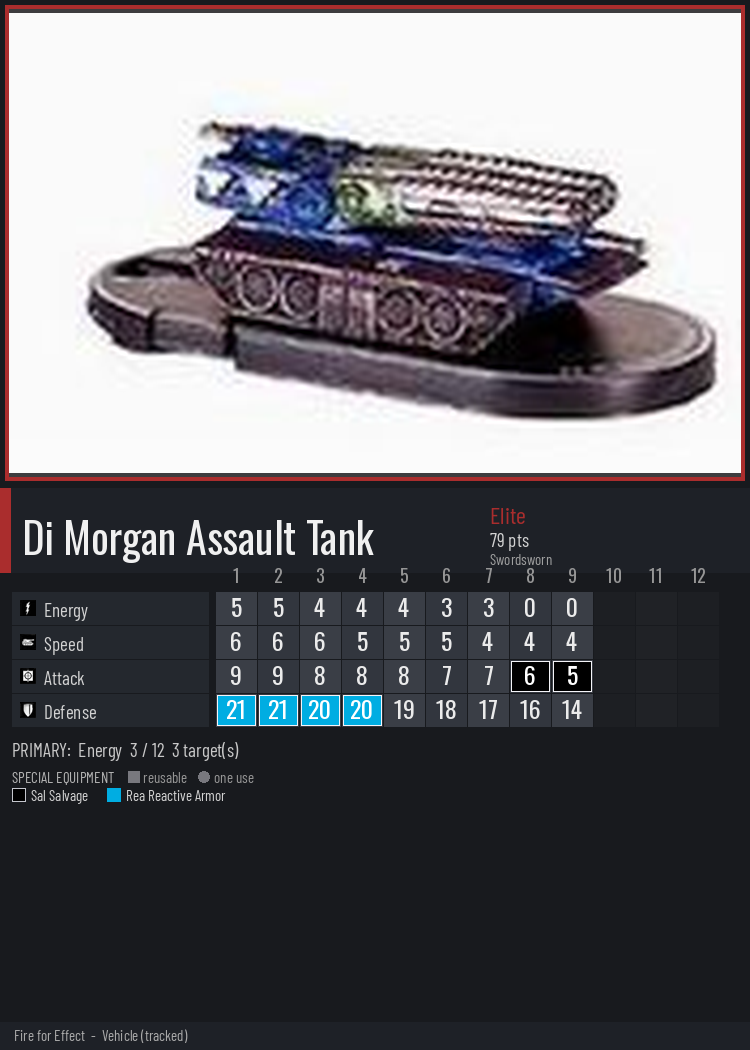 Di Morgan Assault Tank
Elite
79 pts
Swordsworn
1 2 3 4 5 6 7 8 9 10 11 12
Energy 5 5 4 4 4 3 3 0 0
Speed 6 6 6 5 5 5 4 4 4
Attack 9 9 8 8 8 7 7 6 5
Defense 21 21 20 20 19 18 17 16 14
PRIMARY: Energy 3 / 12 3 target(s)
SPECIAL EQUIPMENT reusable one use
Sal Salvage Rea Reactive Armor
Fire for Effect - Vehicle (tracked)